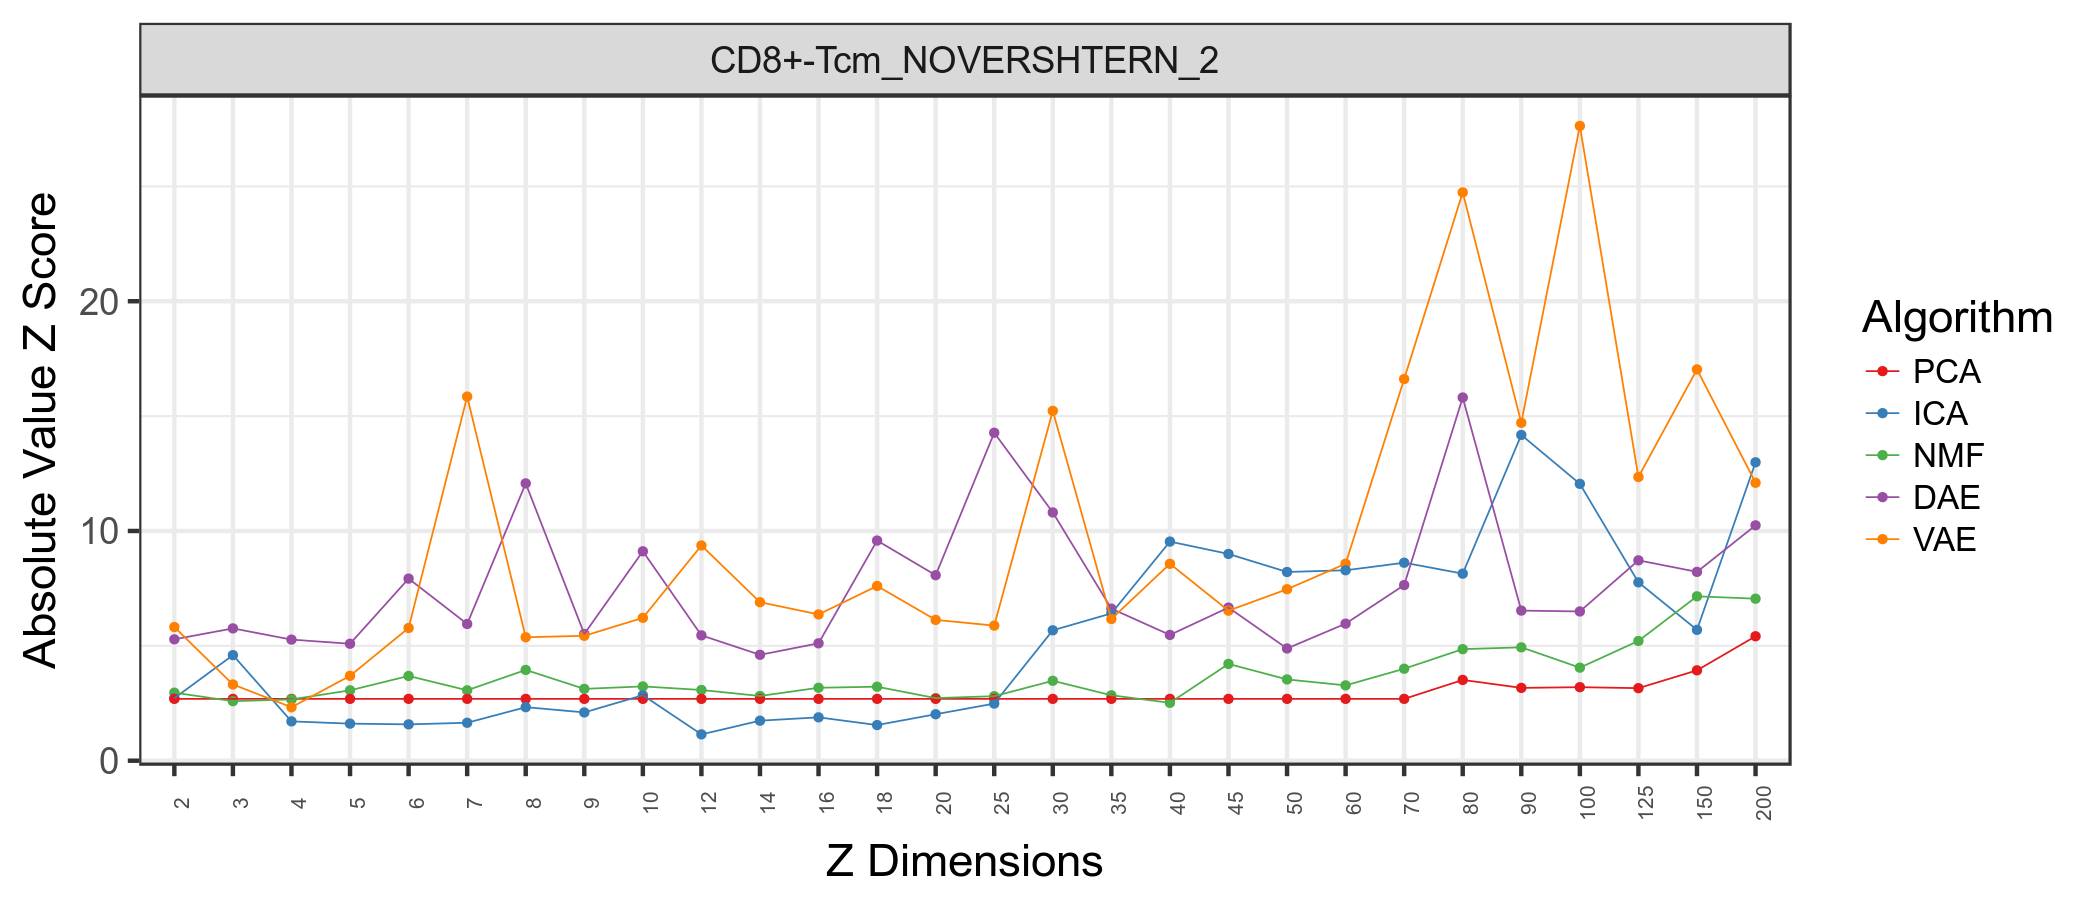 CD8+-Tcm_NOVERSHTERN_2
Absolute Value Z Score
20
10
0
2 3 4 5 6 7 8 9 10 12 14 16 18 20 25 30 35 40 45 50 60 70 80 90 100 125 150 200
Z Dimensions
Algorithm
PCA
ICA
NMF
DAE
VAE